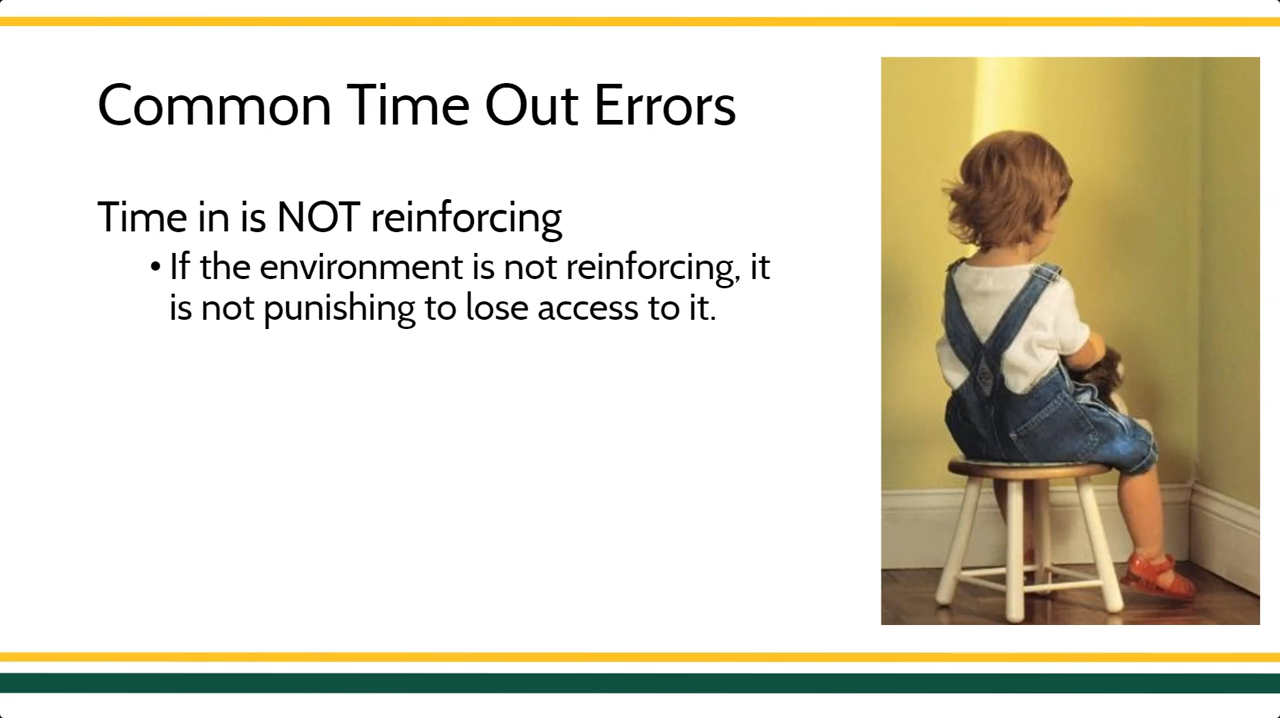 Common Time Out Errors
Time in is NOT reinforcing
• If the environment is not reinforcing, it
is not punishing to lose access to it.